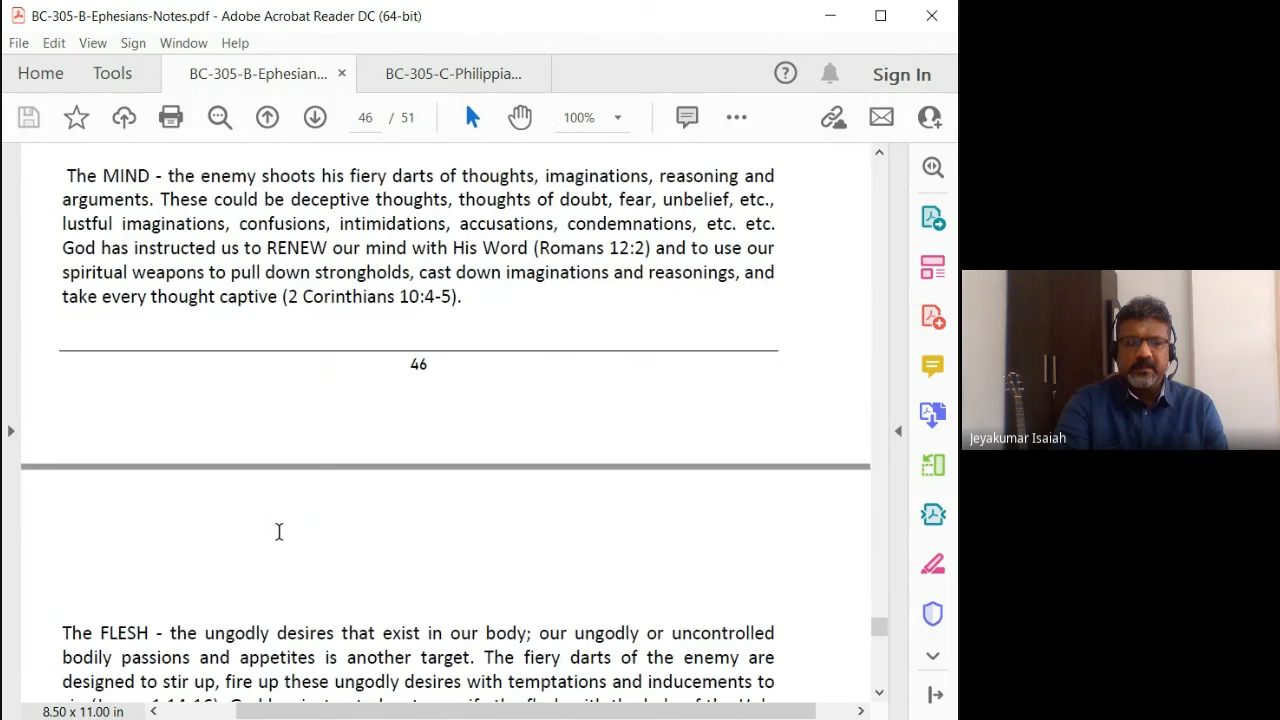 BC-305-B-Ephesians-Notes.pdf - Adobe Acrobat Reader DC (64-bit)
File Edit View Sign Window Help
Home Tools BC-305-B-Ephesian... × BC-305-C-Philippia... Sign In
46 / 51 100%
The MIND - the enemy shoots his fiery darts of thoughts, imaginations, reasoning and
arguments. These could be deceptive thoughts, thoughts of doubt, fear, unbelief, etc.,
lustful imaginations, confusions, intimidations, accusations, condemnations, etc. etc.
God has instructed us to RENEW our mind with His Word (Romans 12:2) and to use our
spiritual weapons to pull down strongholds, cast down imaginations and reasonings, and
take every thought captive (2 Corinthians 10:4-5).
46
The FLESH - the ungodly desires that exist in our body; our ungodly or uncontrolled
bodily passions and appetites is another target. The fiery darts of the enemy are
designed to stir up, fire up these ungodly desires with temptations and inducements to
8.50 x 11.00 in
Jeyakumar Isaiah